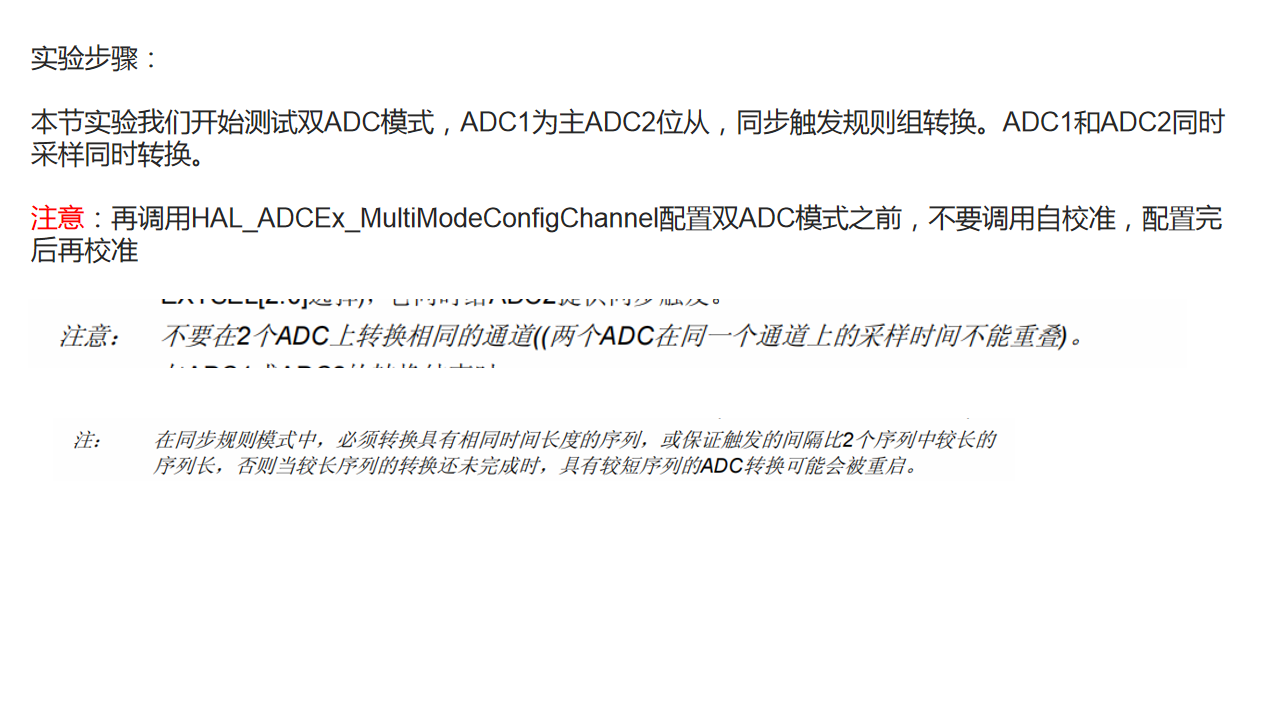 实验步骤：
本节实验我们开始测试双ADC模式，ADC1为主ADC2位从，同步触发规则组转换。ADC1和ADC2同时
采样同时转换。
注意：再调用HAL_ADCEx_MultiModeConfigChannel配置双ADC模式之前，不要调用自校准，配置完
后再校准
注意： 不要在2个ADC上转换相同的通道((两个ADC在同一个通道上的采样时间不能重叠)。
注： 在同步规则模式中，必须转换具有相同时间长度的序列，或保证触发的间隔比2个序列中较长的
序列长，否则当较长序列的转换还未完成时，具有较短序列的ADC转换可能会被重启。